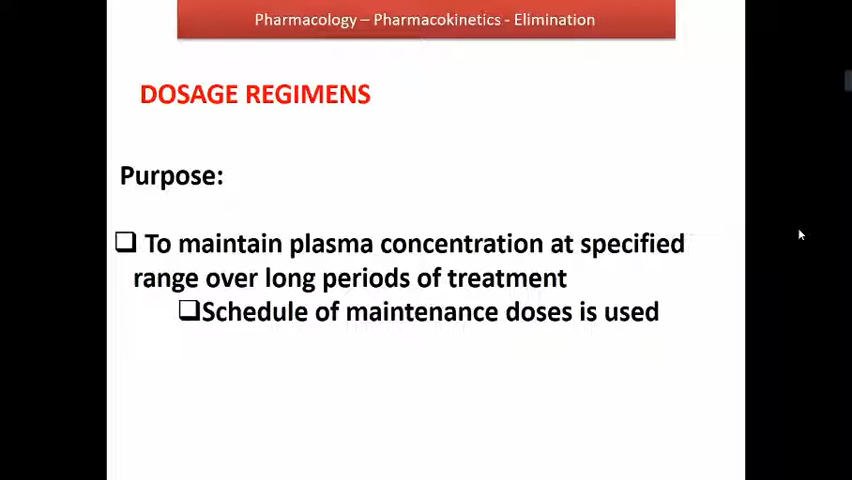 Pharmacology – Pharmacokinetics - Elimination
DOSAGE REGIMENS
Purpose:
❑ To maintain plasma concentration at specified
range over long periods of treatment
❑Schedule of maintenance doses is used